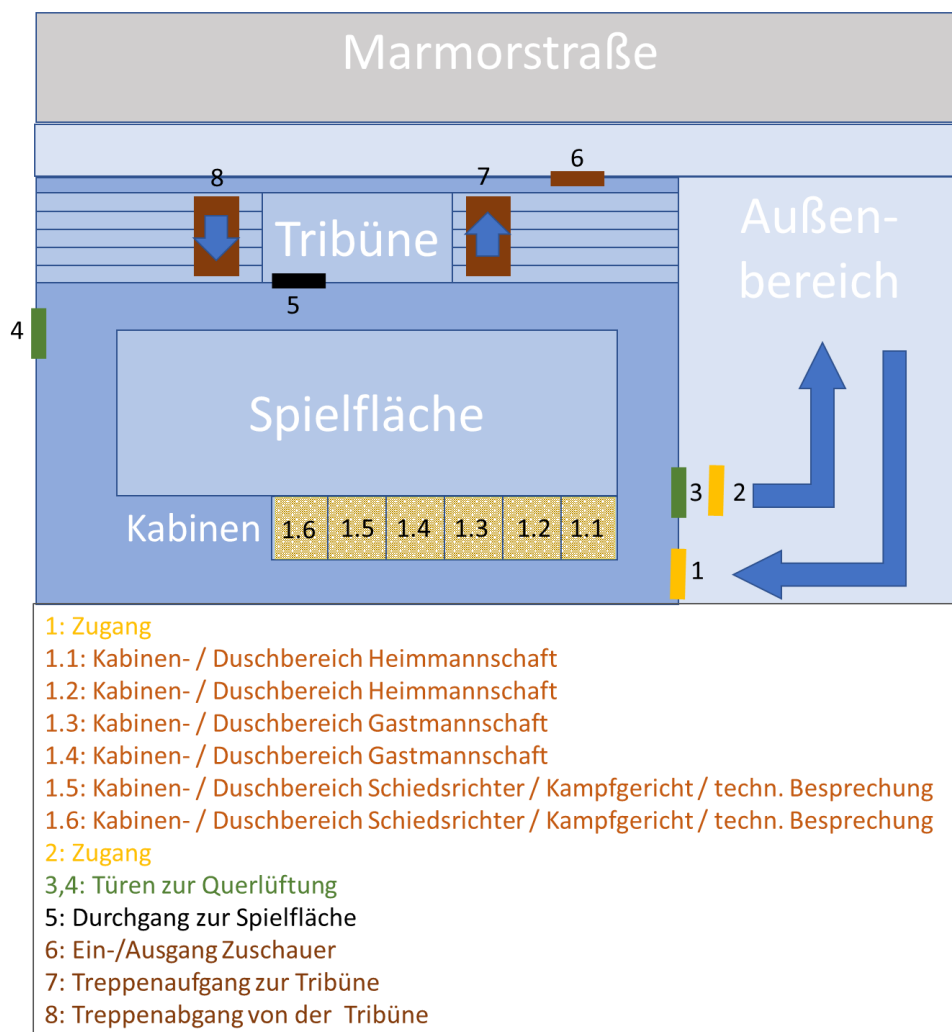 Marmorstraße
6
8
7
Tribüne
Außen-
bereich
5
4
Spielfläche
3
2
Kabinen
1.6
1.5
1.4
1.3
1.2
1.1
1
1: Zugang
1.1: Kabinen- / Duschbereich Heimmannschaft
1.2: Kabinen- / Duschbereich Heimmannschaft
1.3: Kabinen- / Duschbereich Gastmannschaft
1.4: Kabinen- / Duschbereich Gastmannschaft
1.5: Kabinen- / Duschbereich Schiedsrichter / Kampfgericht / techn. Besprechung
1.6: Kabinen- / Duschbereich Schiedsrichter / Kampfgericht / techn. Besprechung
2: Zugang
3,4: Türen zur Querlüftung
5: Durchgang zur Spielfläche
6: Ein-/Ausgang Zuschauer
7: Treppenaufgang zur Tribüne
8: Treppenabgang von der Tribüne